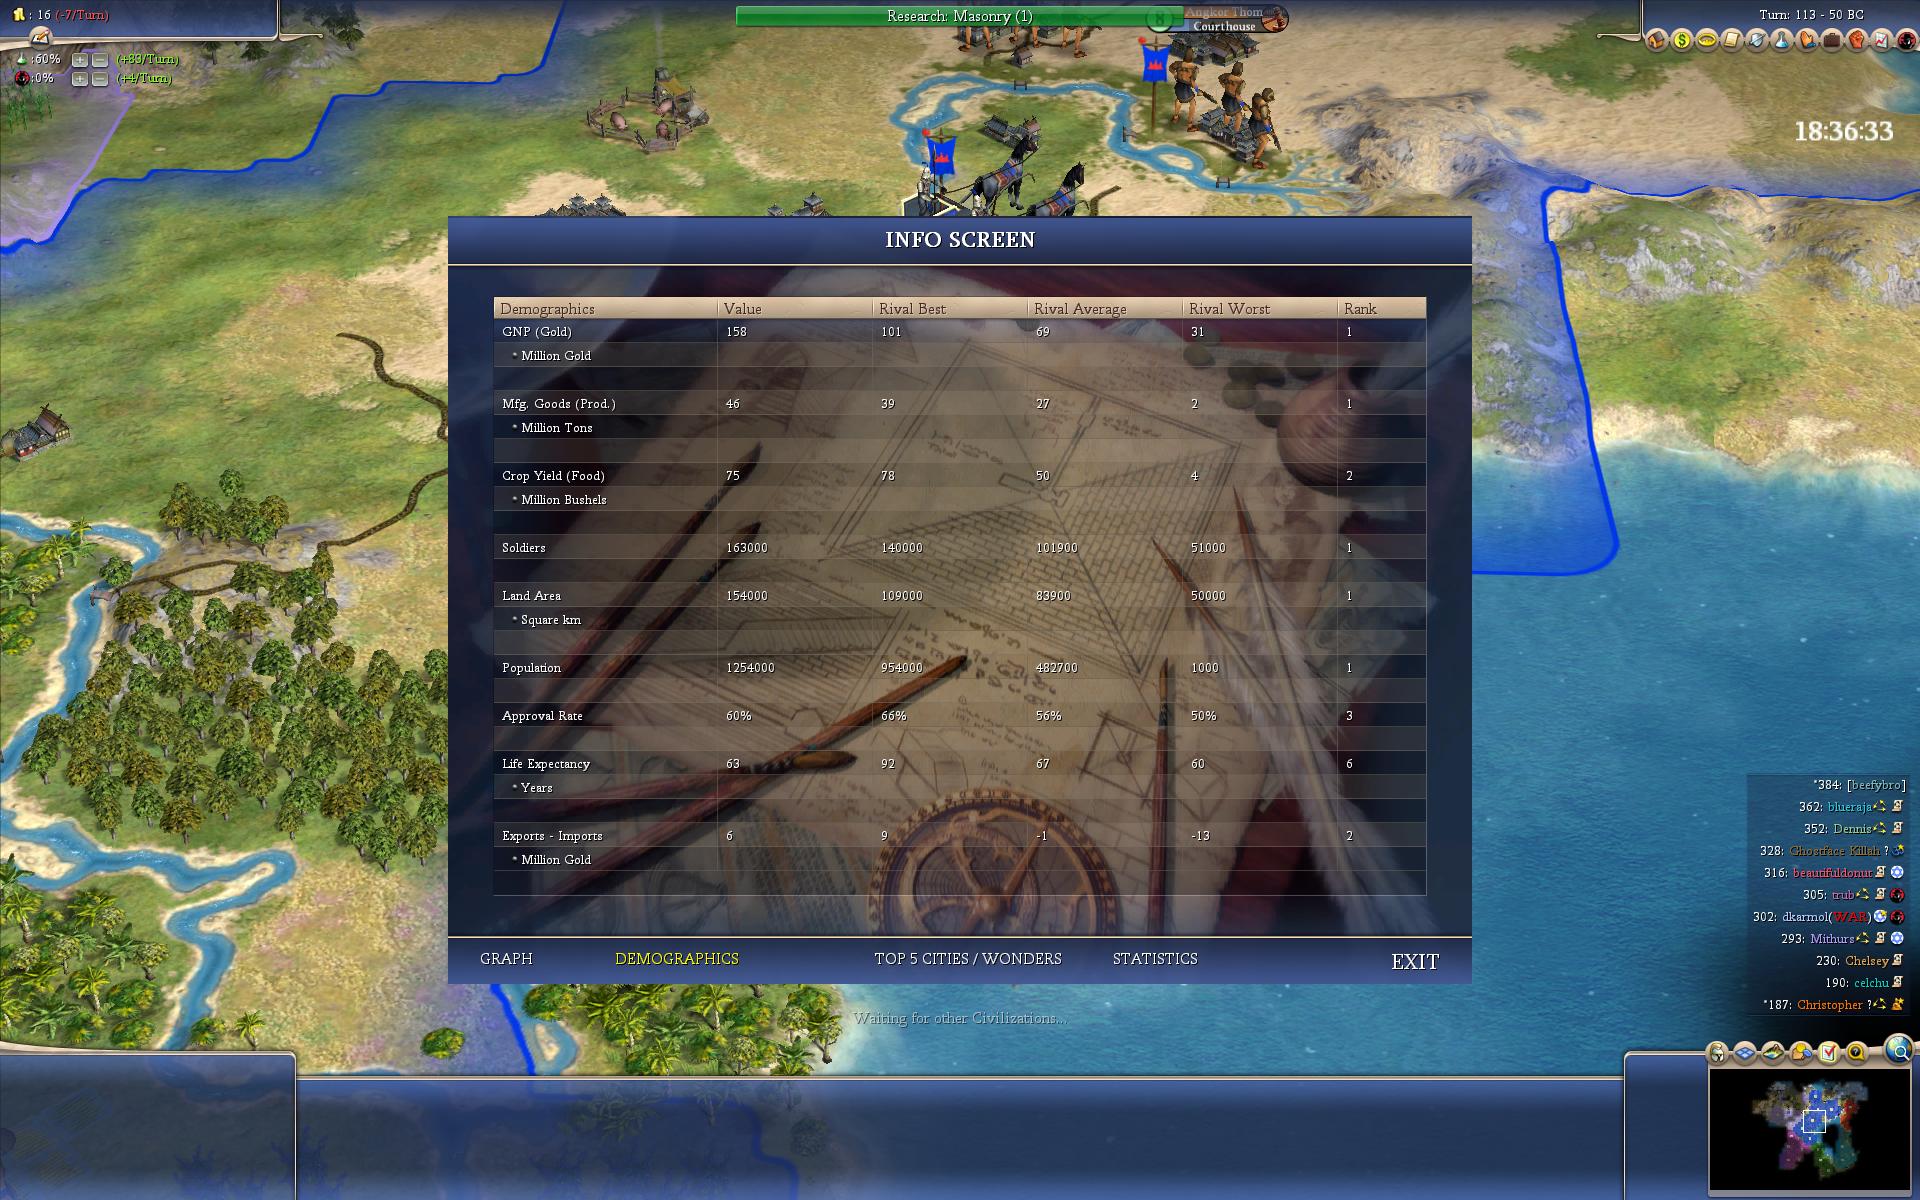 : 16 (-7/Turn)
Research: Masonry (1)
8 Angkor Thom
Courthouse
Turn: 113 - 50 BC
:60% (+83/Turn)
:0% (+4/Turn)
18:36:33
INFO SCREEN
Demographics Value Rival Best Rival Average Rival Worst Rank
GNP (Gold) 158 101 69 31 1
* Million Gold
Mfg. Goods (Prod.) 46 39 27 2 1
* Million Tons
Crop Yield (Food) 75 78 50 4 2
* Million Bushels
Soldiers 163000 140000 101900 51000 1
Land Area 154000 109000 83900 50000 1
* Square km
Population 1254000 954000 482700 1000 1
Approval Rate 60% 66% 56% 50% 3
Life Expectancy 63 92 67 60 6
* Years
Exports - Imports 6 9 -1 -13 2
* Million Gold
GRAPH DEMOGRAPHICS TOP 5 CITIES / WONDERS STATISTICS EXIT
Waiting for other Civilizations...
*384: [beefybro]
362: blueraja
352: Dennis
328: Ghostface Killah ?
316: beautifuldonut
305: trub
302: dkarmol(WAR)
293: Mithurs
230: Chelsey
190: celchu
*187: Christopher ?